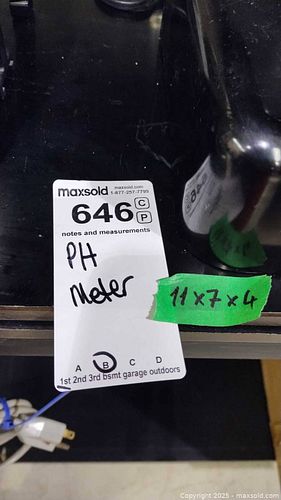 maxsold maxsold.com
1-877-257-7795
646 C
P
notes and measurements
PH
Meter
11 x 7 x 4
A B C D
1st 2nd 3rd bsmt garage outdoors
Copyright 2025 - maxsold.com